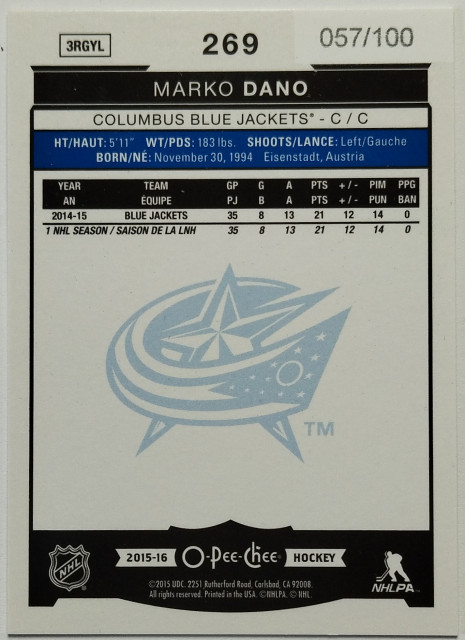 3RGYL 269 057/100
MARKO DANO
COLUMBUS BLUE JACKETS* - C / C
HT/HAUT: 5'11" WT/PDS: 183 lbs. SHOOTS/LANCE: Left/Gauche
BORN/NÉ: November 30, 1994 Eisenstadt, Austria
YEAR TEAM GP G A PTS +/- PIM PPG
AN ÉQUIPE PJ B A PTS +/- PUN BAN
2014-15 BLUE JACKETS 35 8 13 21 12 14 0
1 NHL SEASON / SAISON DE LA LNH 35 8 13 21 12 14 0
TM
NHL 2015-16 O-Pee-Chee HOCKEY NHLPA
©2015 UDC. 2251 Rutherford Road, Carlsbad, CA 92008.
All rights reserved. Printed in the USA. ©NHLPA. © NHL.